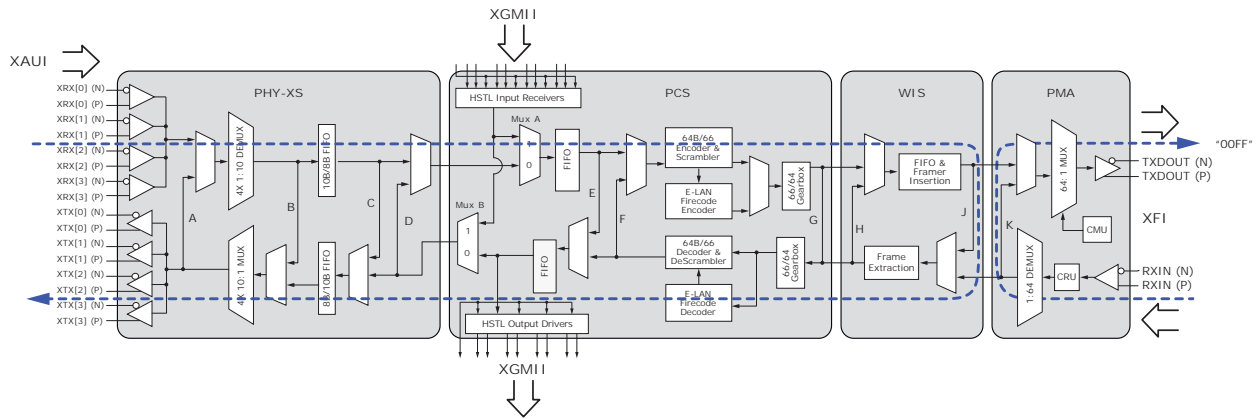 XGMII
XAUI
PHY-XS
PCS
WIS
PMA
XRX[0] (N)
XRX[0] (P)
XRX[1] (N)
XRX[1] (P)
XRX[2] (N)
XRX[2] (P)
XRX[3] (N)
XRX[3] (P)
XTX[0] (N)
XTX[0] (P)
XTX[1] (N)
XTX[1] (P)
XTX[2] (N)
XTX[2] (P)
XTX[3] (N)
XTX[3] (P)
4X 1:10 DEMUX
10B/8B FIFO
A
B
C
D
4X 10:1 MUX
8B/10B FIFO
HSTL Input Receivers
Mux A
1
0
FIFO
Mux B
1
0
FIFO
E
F
64B/66
Encoder &
Scrambler
E-LAN
Firecode
Encoder
66/64
Gearbox
64B/66
Decoder &
DeScrambler
E-LAN
Firecode
Decoder
66/64
Gearbox
HSTL Output Drivers
XGMII
G
H
FIFO &
Framer
Insertion
Frame
Extraction
J
K
64:1 MUX
CMU
1:64 DEMUX
CRU
"00FF"
TXDOUT (N)
TXDOUT (P)
XFI
RXIN (N)
RXIN (P)